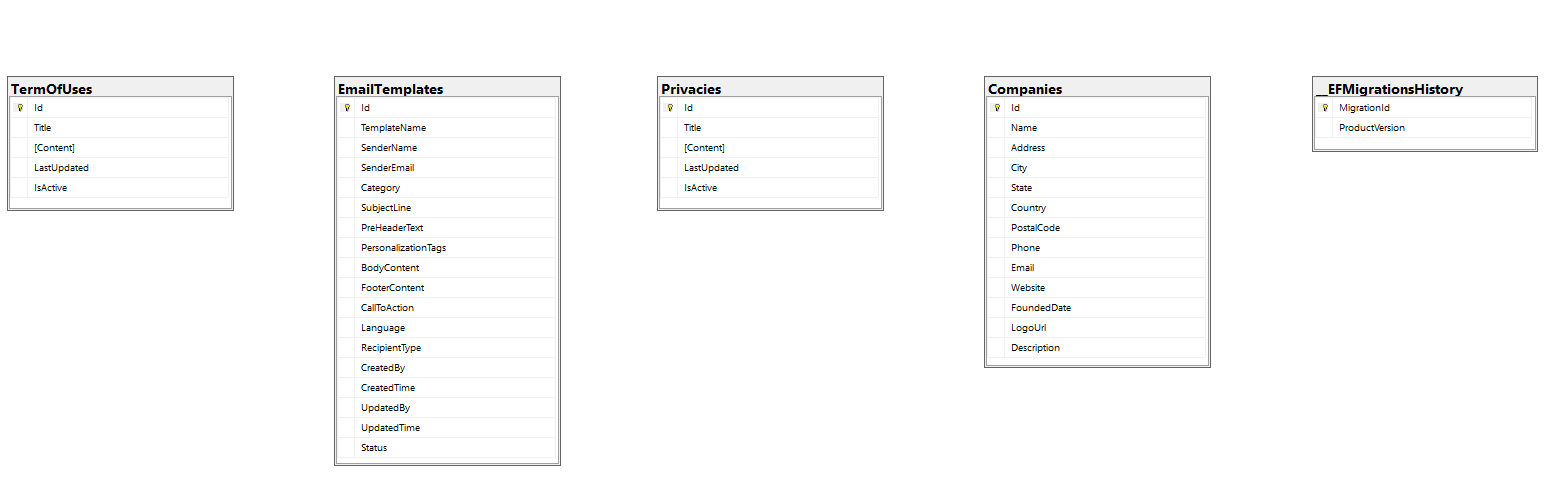 TermOfUses
Id
Title
[Content]
LastUpdated
IsActive
EmailTemplates
Id
TemplateName
SenderName
SenderEmail
Category
SubjectLine
PreHeaderText
PersonalizationTags
BodyContent
FooterContent
CallToAction
Language
RecipientType
CreatedBy
CreatedTime
UpdatedBy
UpdatedTime
Status
Privacies
Id
Title
[Content]
LastUpdated
IsActive
Companies
Id
Name
Address
City
State
Country
PostalCode
Phone
Email
Website
FoundedDate
LogoUrl
Description
__EFMigrationsHistory
MigrationId
ProductVersion